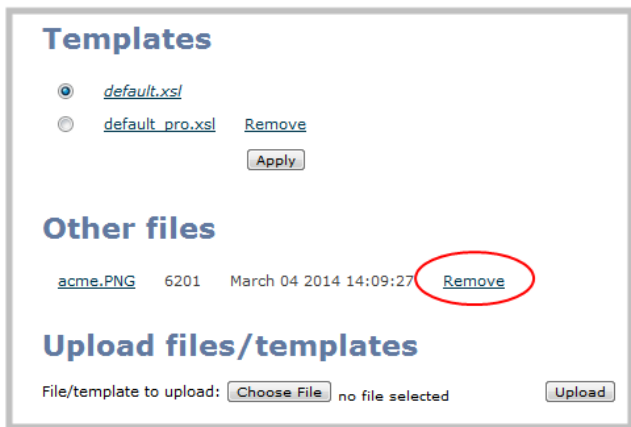 Templates
default.xsl
default_pro.xsl Remove
Apply
Other files
acme.PNG 6201 March 04 2014 14:09:27 Remove
Upload files/templates
File/template to upload: Choose File no file selected Upload